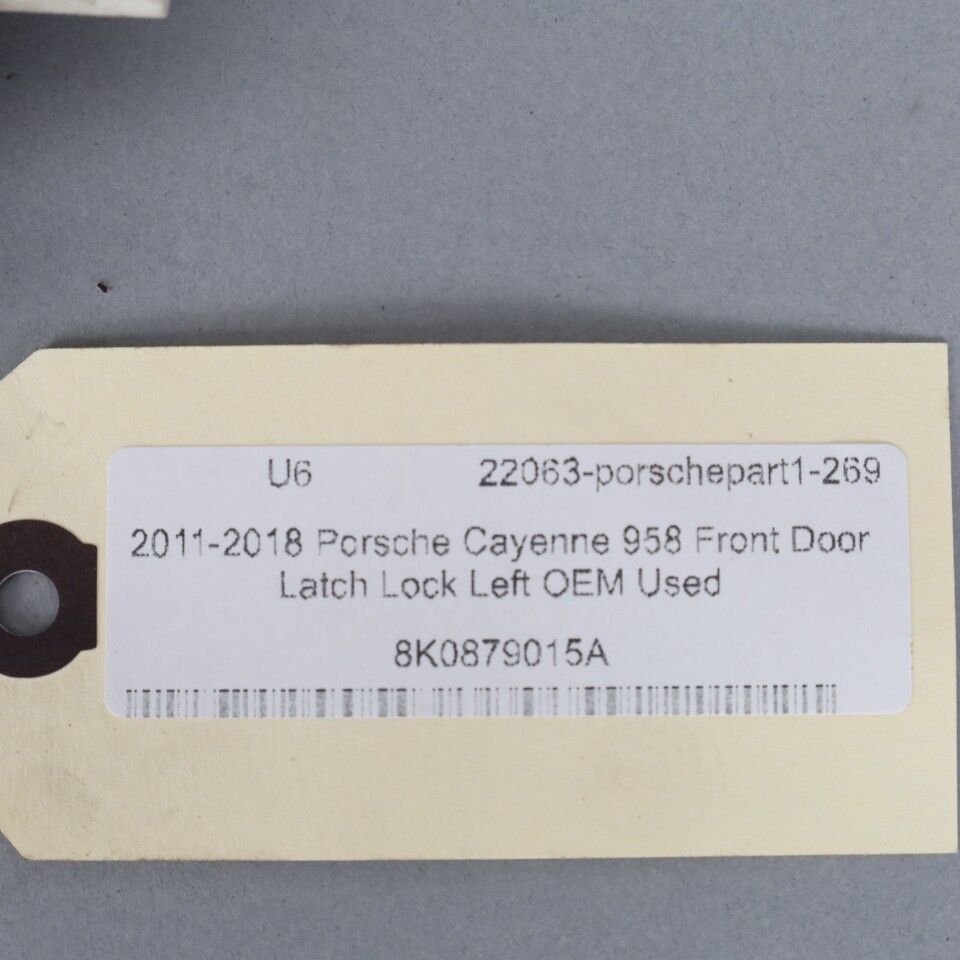 U6 22063-porschepart1-269
2011-2018 Porsche Cayenne 958 Front Door
Latch Lock Left OEM Used
8K0879015A